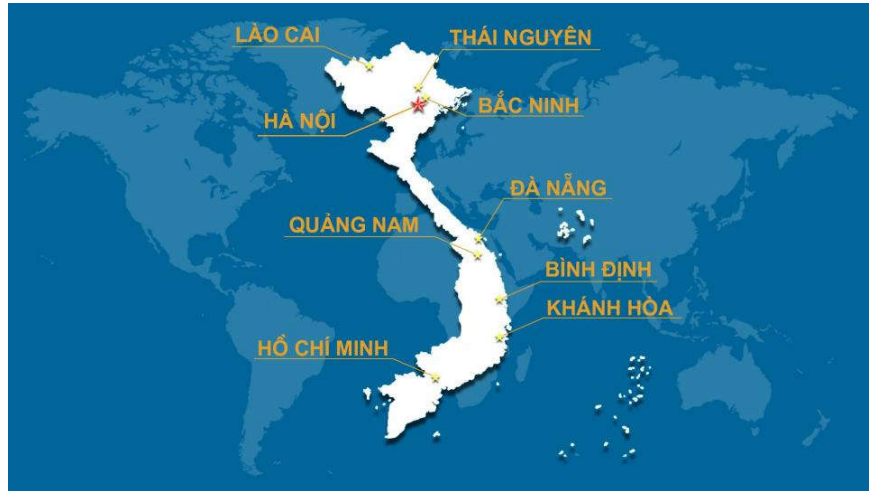 LÀO CAI
THÁI NGUYÊN
BẮC NINH
HÀ NỘI
ĐÀ NẴNG
QUẢNG NAM
BÌNH ĐỊNH
KHÁNH HÒA
HỒ CHÍ MINH